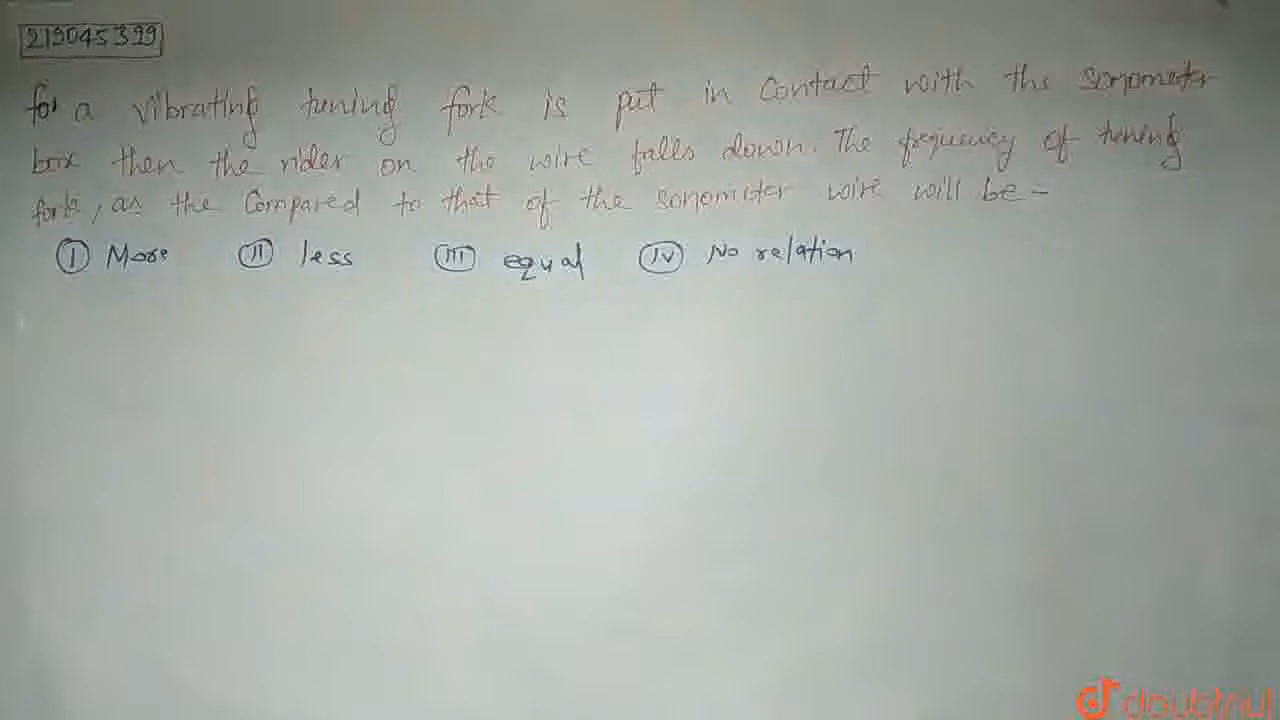 219045399
for a vibrating tuning fork is put in Contact with the sonometer
box then the rider on the wire falls down. The frequency of tuning
fork, as the Compared to that of the sonometer wire will be -
(I) More (II) less (III) equal (IV) No relation
doubtnut